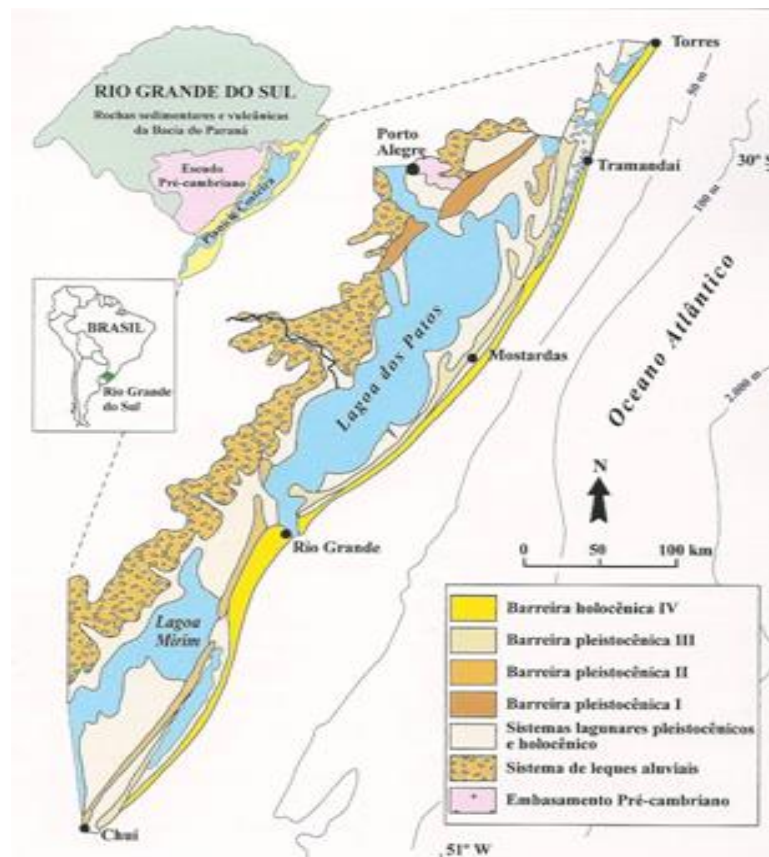 Torres
RIO GRANDE DO SUL
Rochas sedimentares e vulcânicas
da Bacia do Paraná
50 m
Porto
Alegre
30º S
Escudo
Pré-cambriano
Tramandaí
Planície Costeira
100 m
BRASIL
Rio Grande
do Sul
Lagoa dos Patos
Mostardas
Oceano Atlântico
2.000 m
N
Rio Grande
0 50 100 km
Lagoa
Mirim
Barreira holocênica IV
Barreira pleistocênica III
Barreira pleistocênica II
Barreira pleistocênica I
Sistemas lagunares pleistocênicos
e holocênico
Sistema de leques aluviais
Embasamento Pré-cambriano
Chuí
51º W